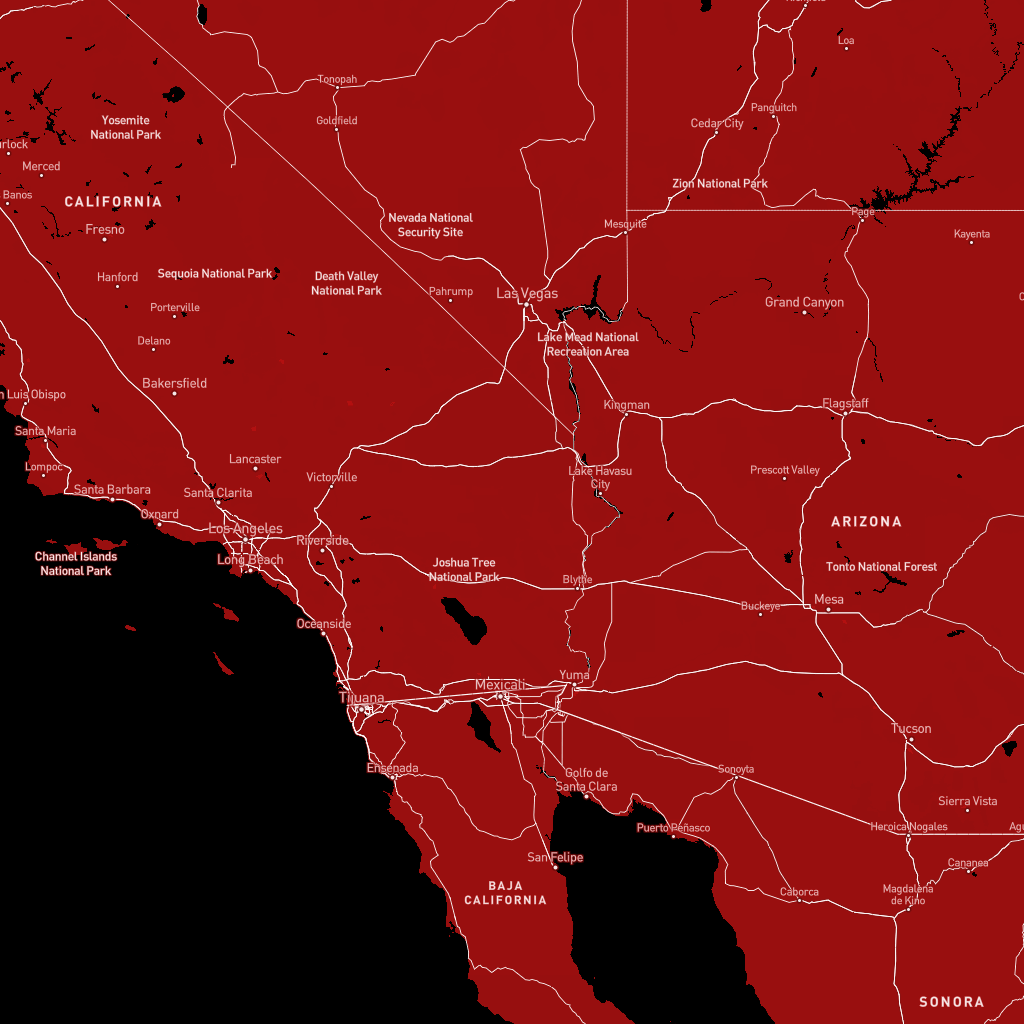 Loa
Tonopah
Panguitch
Goldfield
Yosemite
National Park
Cedar City
Merced
Zion National Park
Banos
CALIFORNIA
Page
Nevada National
Security Site
Mesquite
Fresno
Kayenta
Sequoia National Park
Death Valley
National Park
Hanford
Pahrump
Las Vegas
Grand Canyon
Porterville
Delano
Lake Mead National
Recreation Area
Bakersfield
Luis Obispo
Kingman
Flagstaff
Santa Maria
Lancaster
Lompoc
Victorville
Lake Havasu
City
Prescott Valley
Santa Barbara
Santa Clarita
Oxnard
ARIZONA
Los Angeles
Riverside
Channel Islands
National Park
Long Beach
Joshua Tree
National Park
Tonto National Forest
Blythe
Buckeye
Mesa
Oceanside
Yuma
Mexicali
Tijuana
Tucson
Ensenada
Golfo de
Santa Clara
Sonoyta
Sierra Vista
Puerto Peñasco
Heroica Nogales
San Felipe
Cananea
BAJA
CALIFORNIA
Caborca
Magdalena
de Kino
SONORA